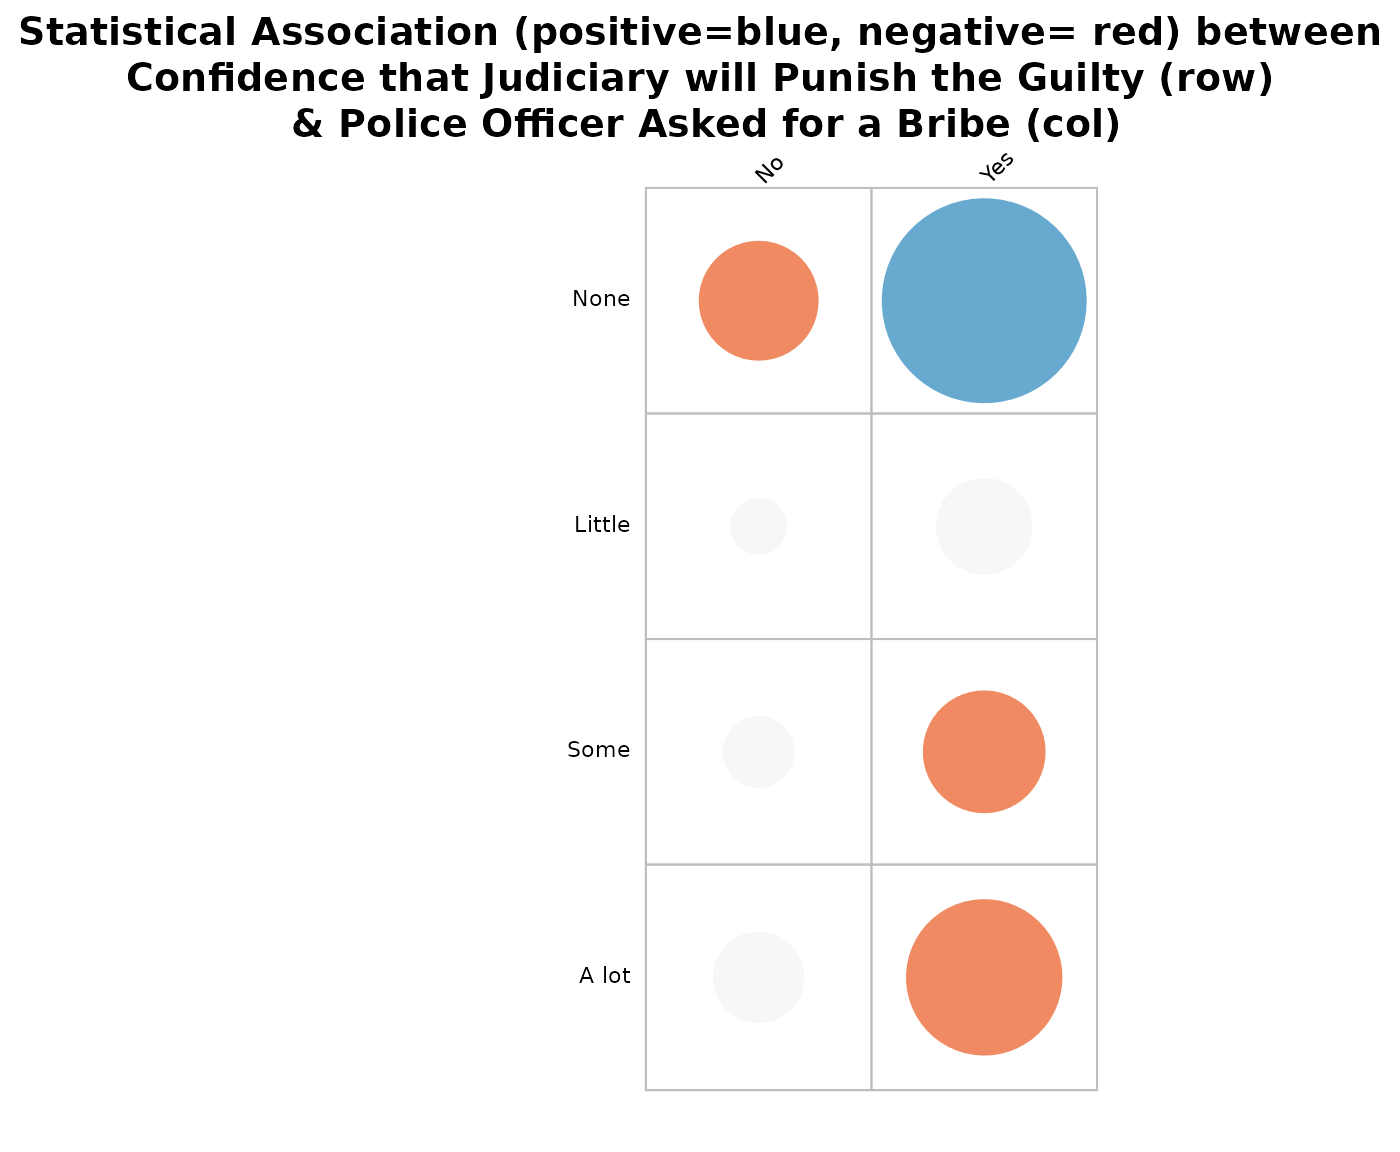 Statistical Association (positive=blue, negative= red) between
Confidence that Judiciary will Punish the Guilty (row)
& Police Officer Asked for a Bribe (col)
No
Yes
None
Little
Some
A lot